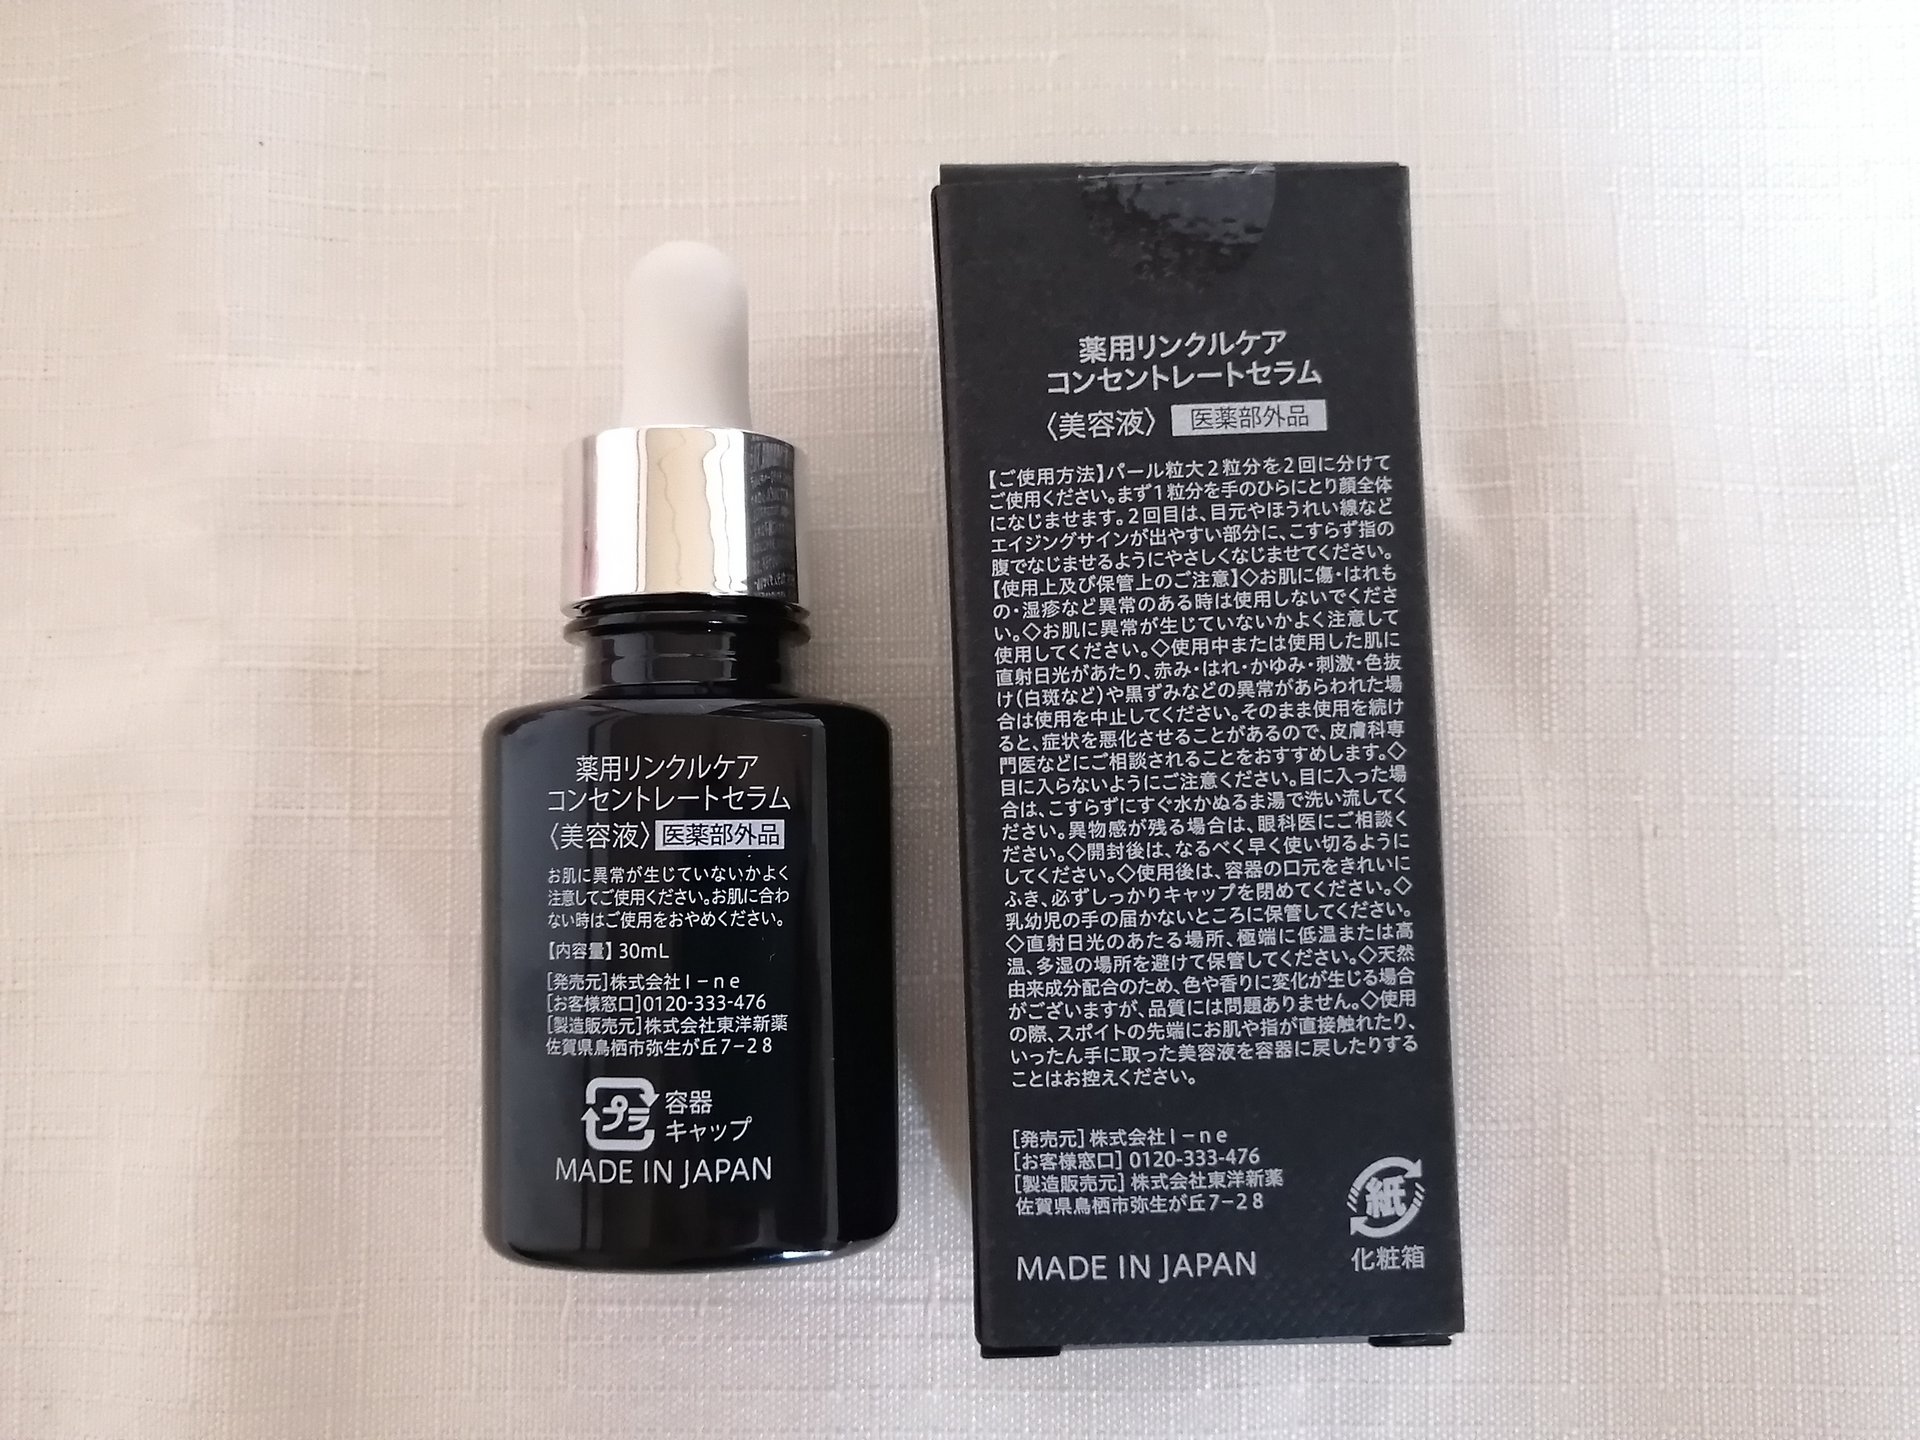 薬用リンクルケア
コンセントレートセラム
〈美容液〉 医薬部外品
お肌に異常が生じていないかよく
注意してご使用ください。お肌に合わ
ない時はご使用をおやめください。
【内容量】30mL
[発売元]株式会社I－ne
[お客様窓口]0120-333-476
[製造販売元]株式会社東洋新薬
佐賀県鳥栖市弥生が丘7－28
プラ 容器
キャップ
MADE IN JAPAN
薬用リンクルケア
コンセントレートセラム
〈美容液〉 医薬部外品
【ご使用方法】パール粒大2粒分を2回に分けて
ご使用ください。まず1粒分を手のひらにとり顔全体
になじませます。2回目は、目元やほうれい線など
エイジングサインが出やすい部分に、こすらず指の
腹でなじませるようにやさしくなじませてください。
【使用上及び保管上のご注意】◇お肌に傷・はれも
の・湿疹など異常のある時は使用しないでくださ
い。◇お肌に異常が生じていないかよく注意して
使用してください。◇使用中または使用した肌に
直射日光があたり、赤み・はれ・かゆみ・刺激・色抜
け(白斑など)や黒ずみなどの異常があらわれた場
合は使用を中止してください。そのまま使用を続け
ると、症状を悪化させることがあるので、皮膚科専
門医などにご相談されることをおすすめします。◇
目に入らないようにご注意ください。目に入った場
合は、こすらずにすぐ水かぬるま湯で洗い流してく
ださい。異物感が残る場合は、眼科医にご相談く
ださい。◇開封後は、なるべく早く使い切るように
してください。◇使用後は、容器の口元をきれいに
ふき、必ずしっかりキャップを閉めてください。◇
乳幼児の手の届かないところに保管してください。
◇直射日光のあたる場所、極端に低温または高
温、多湿の場所を避けて保管してください。◇天然
由来成分配合のため、色や香りに変化が生じる場合
がございますが、品質には問題ありません。◇使用
の際、スポイトの先端にお肌や指が直接触れたり、
いったん手に取った美容液を容器に戻したりする
ことはお控えください。
[発売元]株式会社I－ne
[お客様窓口] 0120-333-476
[製造販売元] 株式会社東洋新薬
佐賀県鳥栖市弥生が丘7－28
紙
化粧箱
MADE IN JAPAN